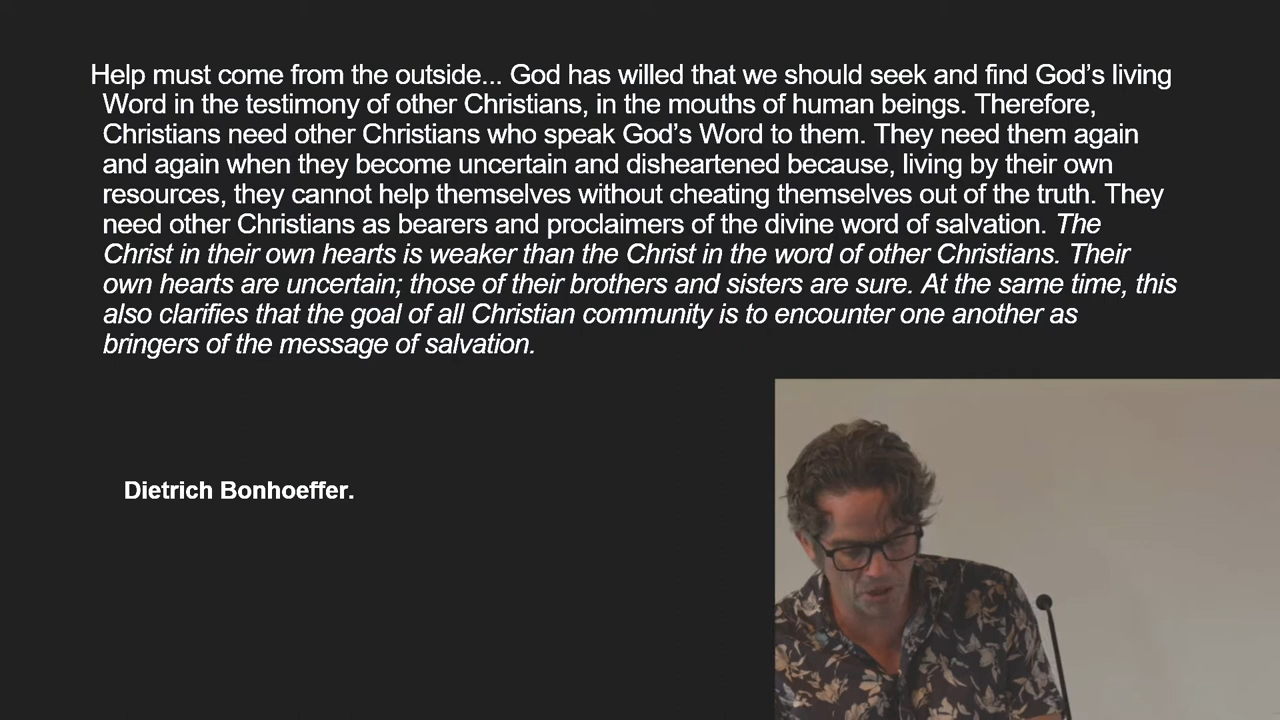 Help must come from the outside... God has willed that we should seek and find God’s living
Word in the testimony of other Christians, in the mouths of human beings. Therefore,
Christians need other Christians who speak God’s Word to them. They need them again
and again when they become uncertain and disheartened because, living by their own
resources, they cannot help themselves without cheating themselves out of the truth. They
need other Christians as bearers and proclaimers of the divine word of salvation. The
Christ in their own hearts is weaker than the Christ in the word of other Christians. Their
own hearts are uncertain; those of their brothers and sisters are sure. At the same time, this
also clarifies that the goal of all Christian community is to encounter one another as
bringers of the message of salvation.
Dietrich Bonhoeffer.